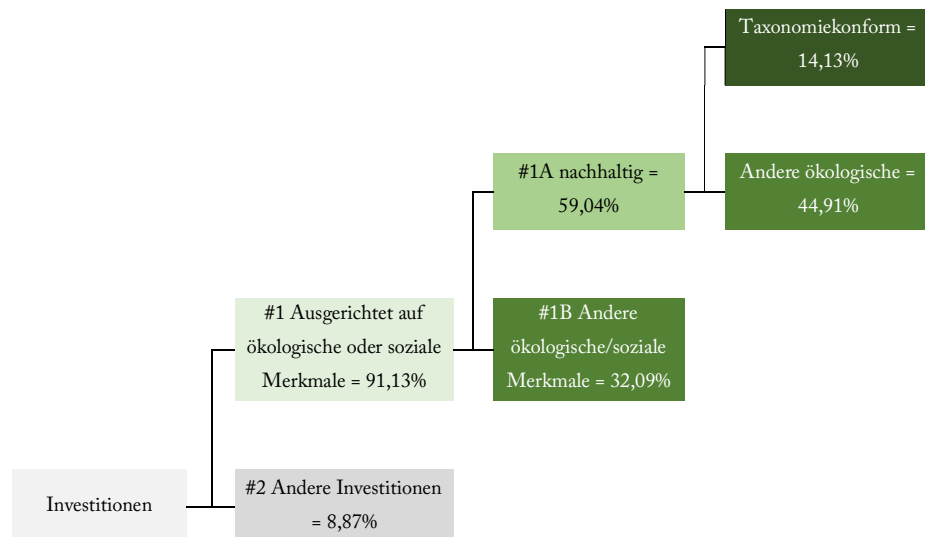 Taxonomiekonform =
14,13%
#1A nachhaltig =
59,04%
Andere ökologische =
44,91%
#1 Ausgerichtet auf
ökologische oder soziale
Merkmale = 91,13%
#1B Andere
ökologische/soziale
Merkmale = 32,09%
Investitionen
#2 Andere Investitionen
= 8,87%